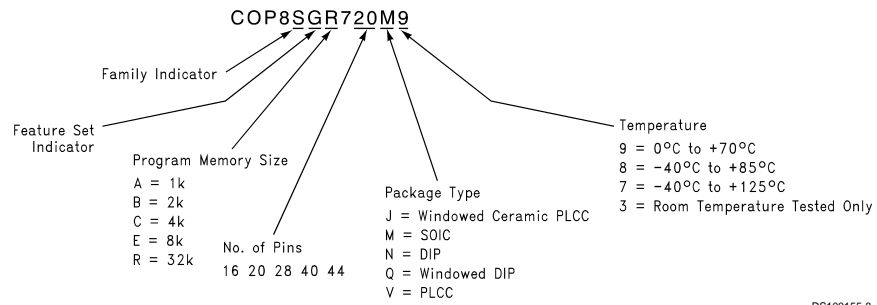 COP8SGR720M9
Family Indicator
Feature Set
Indicator
Program Memory Size
A = 1k
B = 2k
C = 4k
E = 8k
R = 32k
No. of Pins
16 20 28 40 44
Package Type
J = Windowed Ceramic PLCC
M = SOIC
N = DIP
Q = Windowed DIP
V = PLCC
Temperature
9 = 0°C to +70°C
8 = −40°C to +85°C
7 = −40°C to +125°C
3 = Room Temperature Tested Only